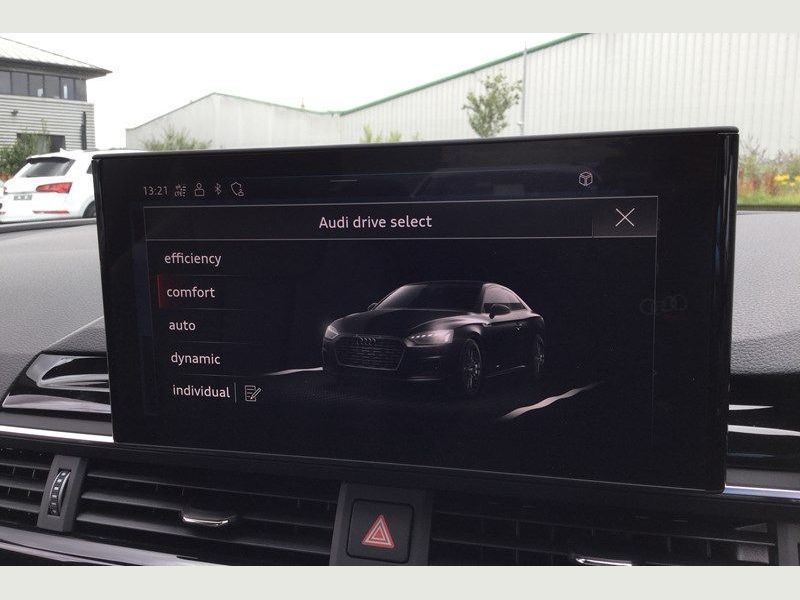 13:21
Audi drive select
efficiency
comfort
auto
dynamic
individual